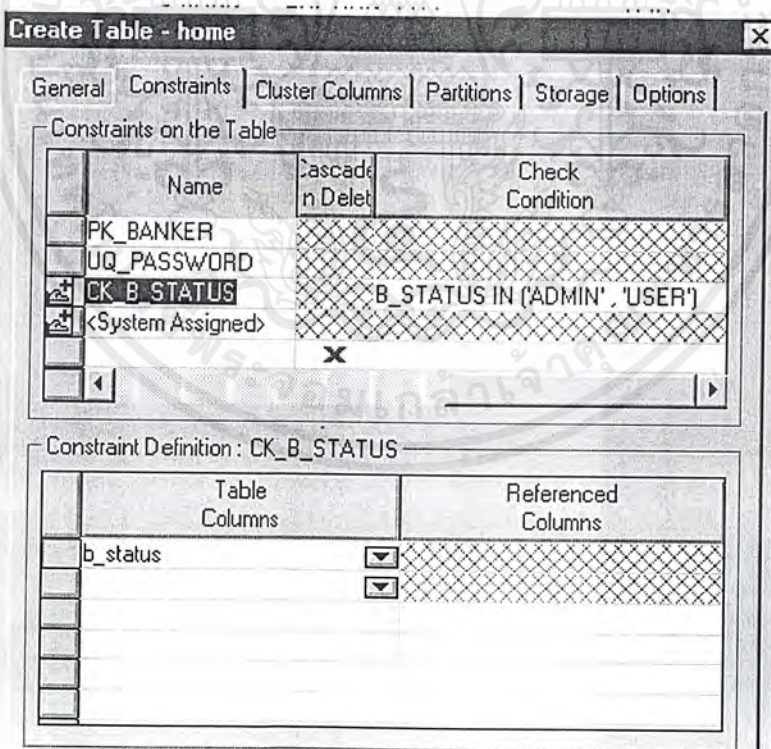 Create Table - home
General Constraints Cluster Columns Partitions Storage Options
Constraints on the Table
Name
Cascade
n Delet
Check
Condition
PK_BANKER
UQ_PASSWORD
CK_B_STATUS
B_STATUS IN ('ADMIN' , 'USER')
<System Assigned>
Constraint Definition : CK_B_STATUS
Table
Columns
Referenced
Columns
b_status